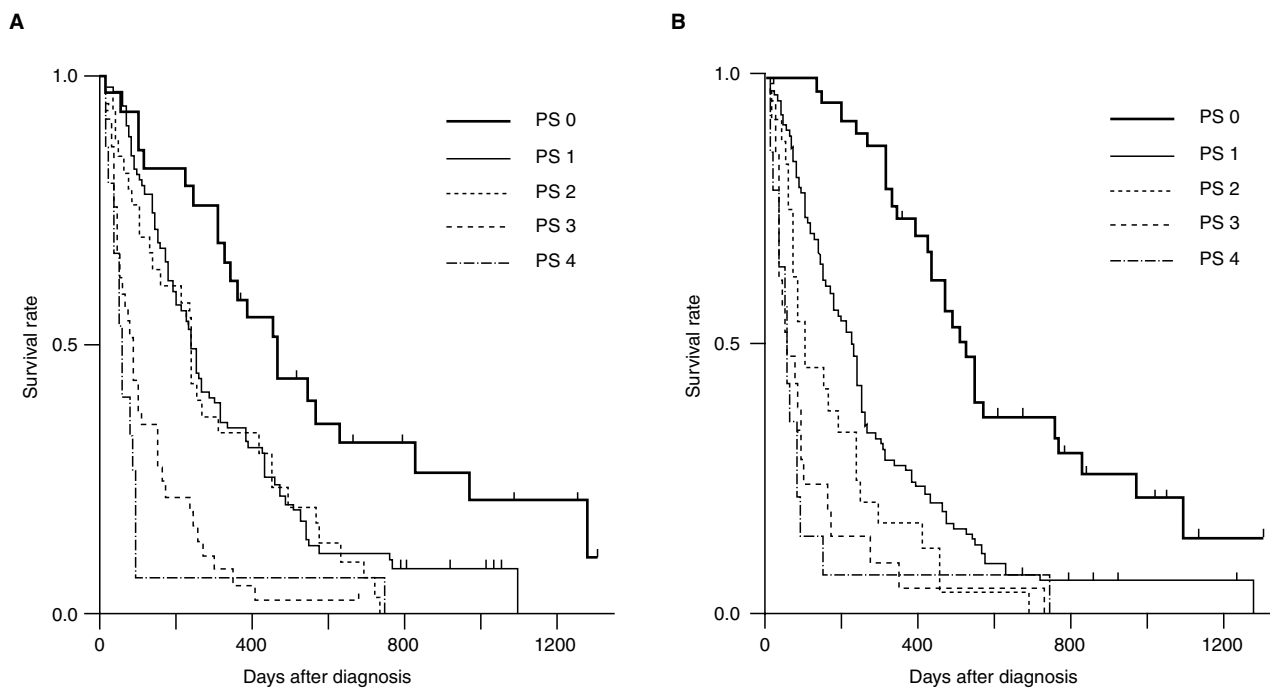 A
1.0
0.5
0.0
Survival rate
PS 0
PS 1
PS 2
PS 3
PS 4
0
400
800
1200
Days after diagnosis
B
1.0
0.5
0.0
Survival rate
PS 0
PS 1
PS 2
PS 3
PS 4
0
400
800
1200
Days after diagnosis